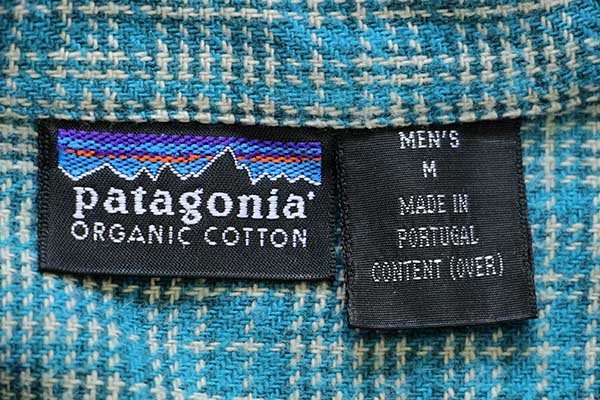 patagonia
ORGANIC COTTON
MEN'S
M
MADE IN
PORTUGAL
CONTENT (OVER)